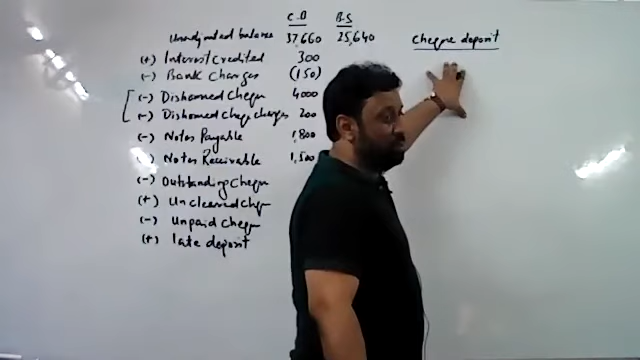 C.B B.S
Unadjusted balance 37,660 25,640
cheque deposit
(+) Interest credited 300
(-) Bank Charges (150)
(-) Dishonored Cheque 4000
(-) Dishonored cheque charges 200
(-) Notes Payable 1,800
(-) Notes Receivable 1,500
(-) Outstanding Cheque
(+) Uncleared chq
(-) Unpaid Cheque
(+) late deposit